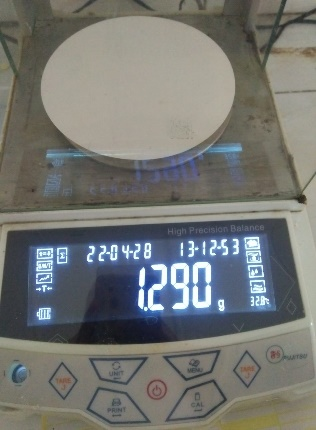 High Precision Balance
22-04-28 13-12-53
1.290 g
32.8°c
UNIT
MENU
TARE
TARE
PRINT
CAL